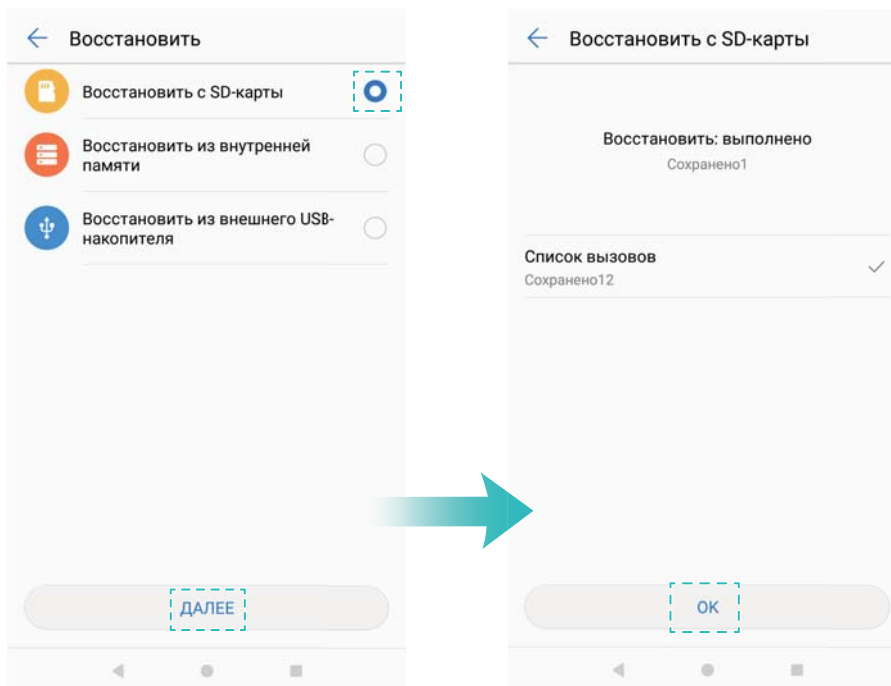 Восстановить
Восстановить с SD-карты
Восстановить из внутренней
памяти
Восстановить из внешнего USB-
накопителя
ДАЛЕЕ
Восстановить с SD-карты
Восстановить: выполнено
Сохранено1
Список вызовов
Сохранено12
ОК